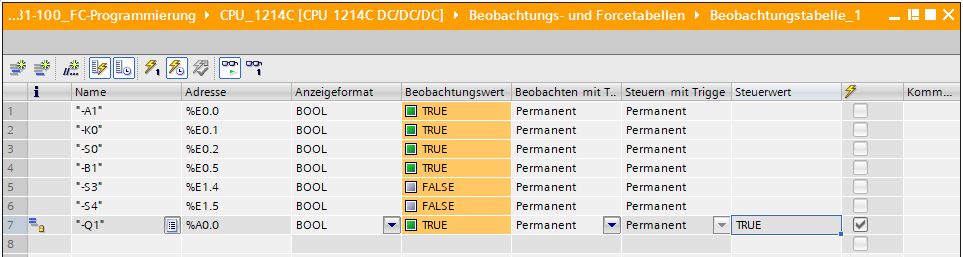 ...31-100_FC-Programmierung ▸ CPU_1214C [CPU 1214C DC/DC/DC] ▸ Beobachtungs- und Forcetabellen ▸ Beobachtungstabelle_1
i Name Adresse Anzeigeformat Beobachtungswert Beobachten mit T... Steuern mit Trigge Steuerwert Komm...
1 "-A1" %E0.0 BOOL TRUE Permanent Permanent
2 "-K0" %E0.1 BOOL TRUE Permanent Permanent
3 "-S0" %E0.2 BOOL TRUE Permanent Permanent
4 "-B1" %E0.5 BOOL TRUE Permanent Permanent
5 "-S3" %E1.4 BOOL FALSE Permanent Permanent
6 "-S4" %E1.5 BOOL FALSE Permanent Permanent
7 "-Q1" %A0.0 BOOL TRUE Permanent Permanent TRUE
8